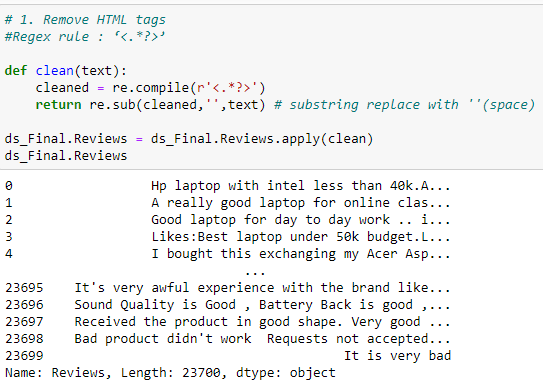 # 1. Remove HTML tags
#Regex rule : ‘<.*?>’
def clean(text):
cleaned = re.compile(r'<.*?>')
return re.sub(cleaned,'',text) # substring replace with ''(space)
ds_Final.Reviews = ds_Final.Reviews.apply(clean)
ds_Final.Reviews
0 Hp laptop with intel less than 40k.A...
1 A really good laptop for online clas...
2 Good laptop for day to day work .. i...
3 Likes:Best laptop under 50k budget.L...
4 I bought this exchanging my Acer Asp...
...
23695 It's very awful experience with the brand like...
23696 Sound Quality is Good , Battery Back is good ,...
23697 Received the product in good shape. Very good ...
23698 Bad product didn't work  Requests not accepted...
23699 It is very bad
Name: Reviews, Length: 23700, dtype: object